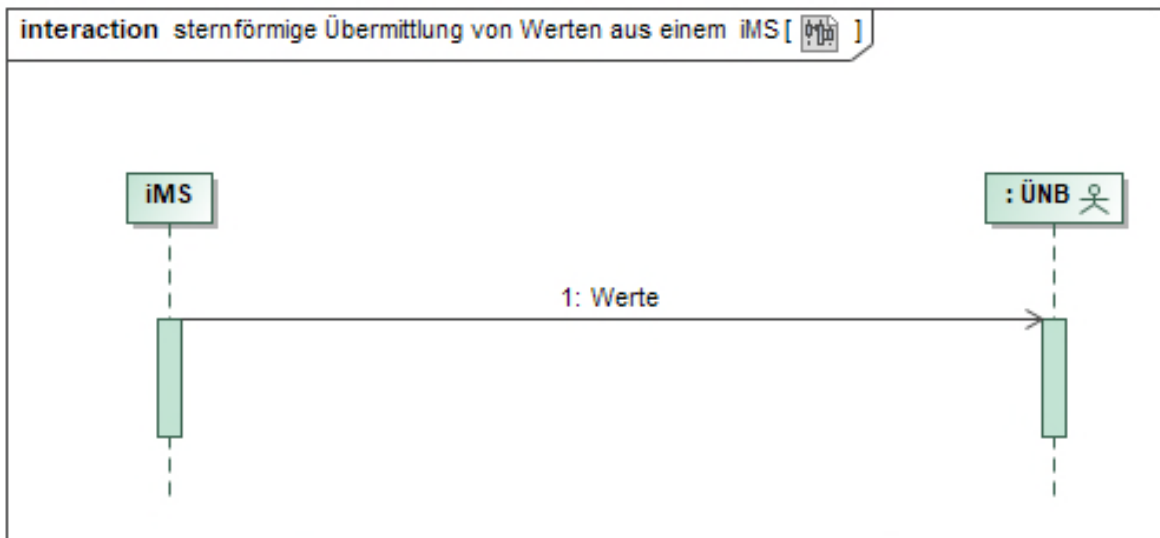 interaction sternförmige Übermittlung von Werten aus einem iMS [ ]
iMS
: ÜNB
1: Werte